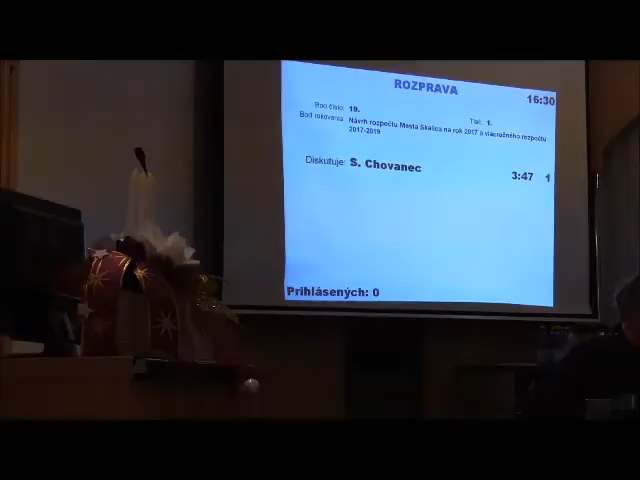 ROZPRAVA
16:30
Bod číslo: 19.
Tlač: 1.
Bod rokovania: Návrh rozpočtu Mesta Skalica na rok 2017 a viacročného rozpočtu
2017-2019
Diskutuje: S. Chovanec 3:47 1
Prihlásených: 0